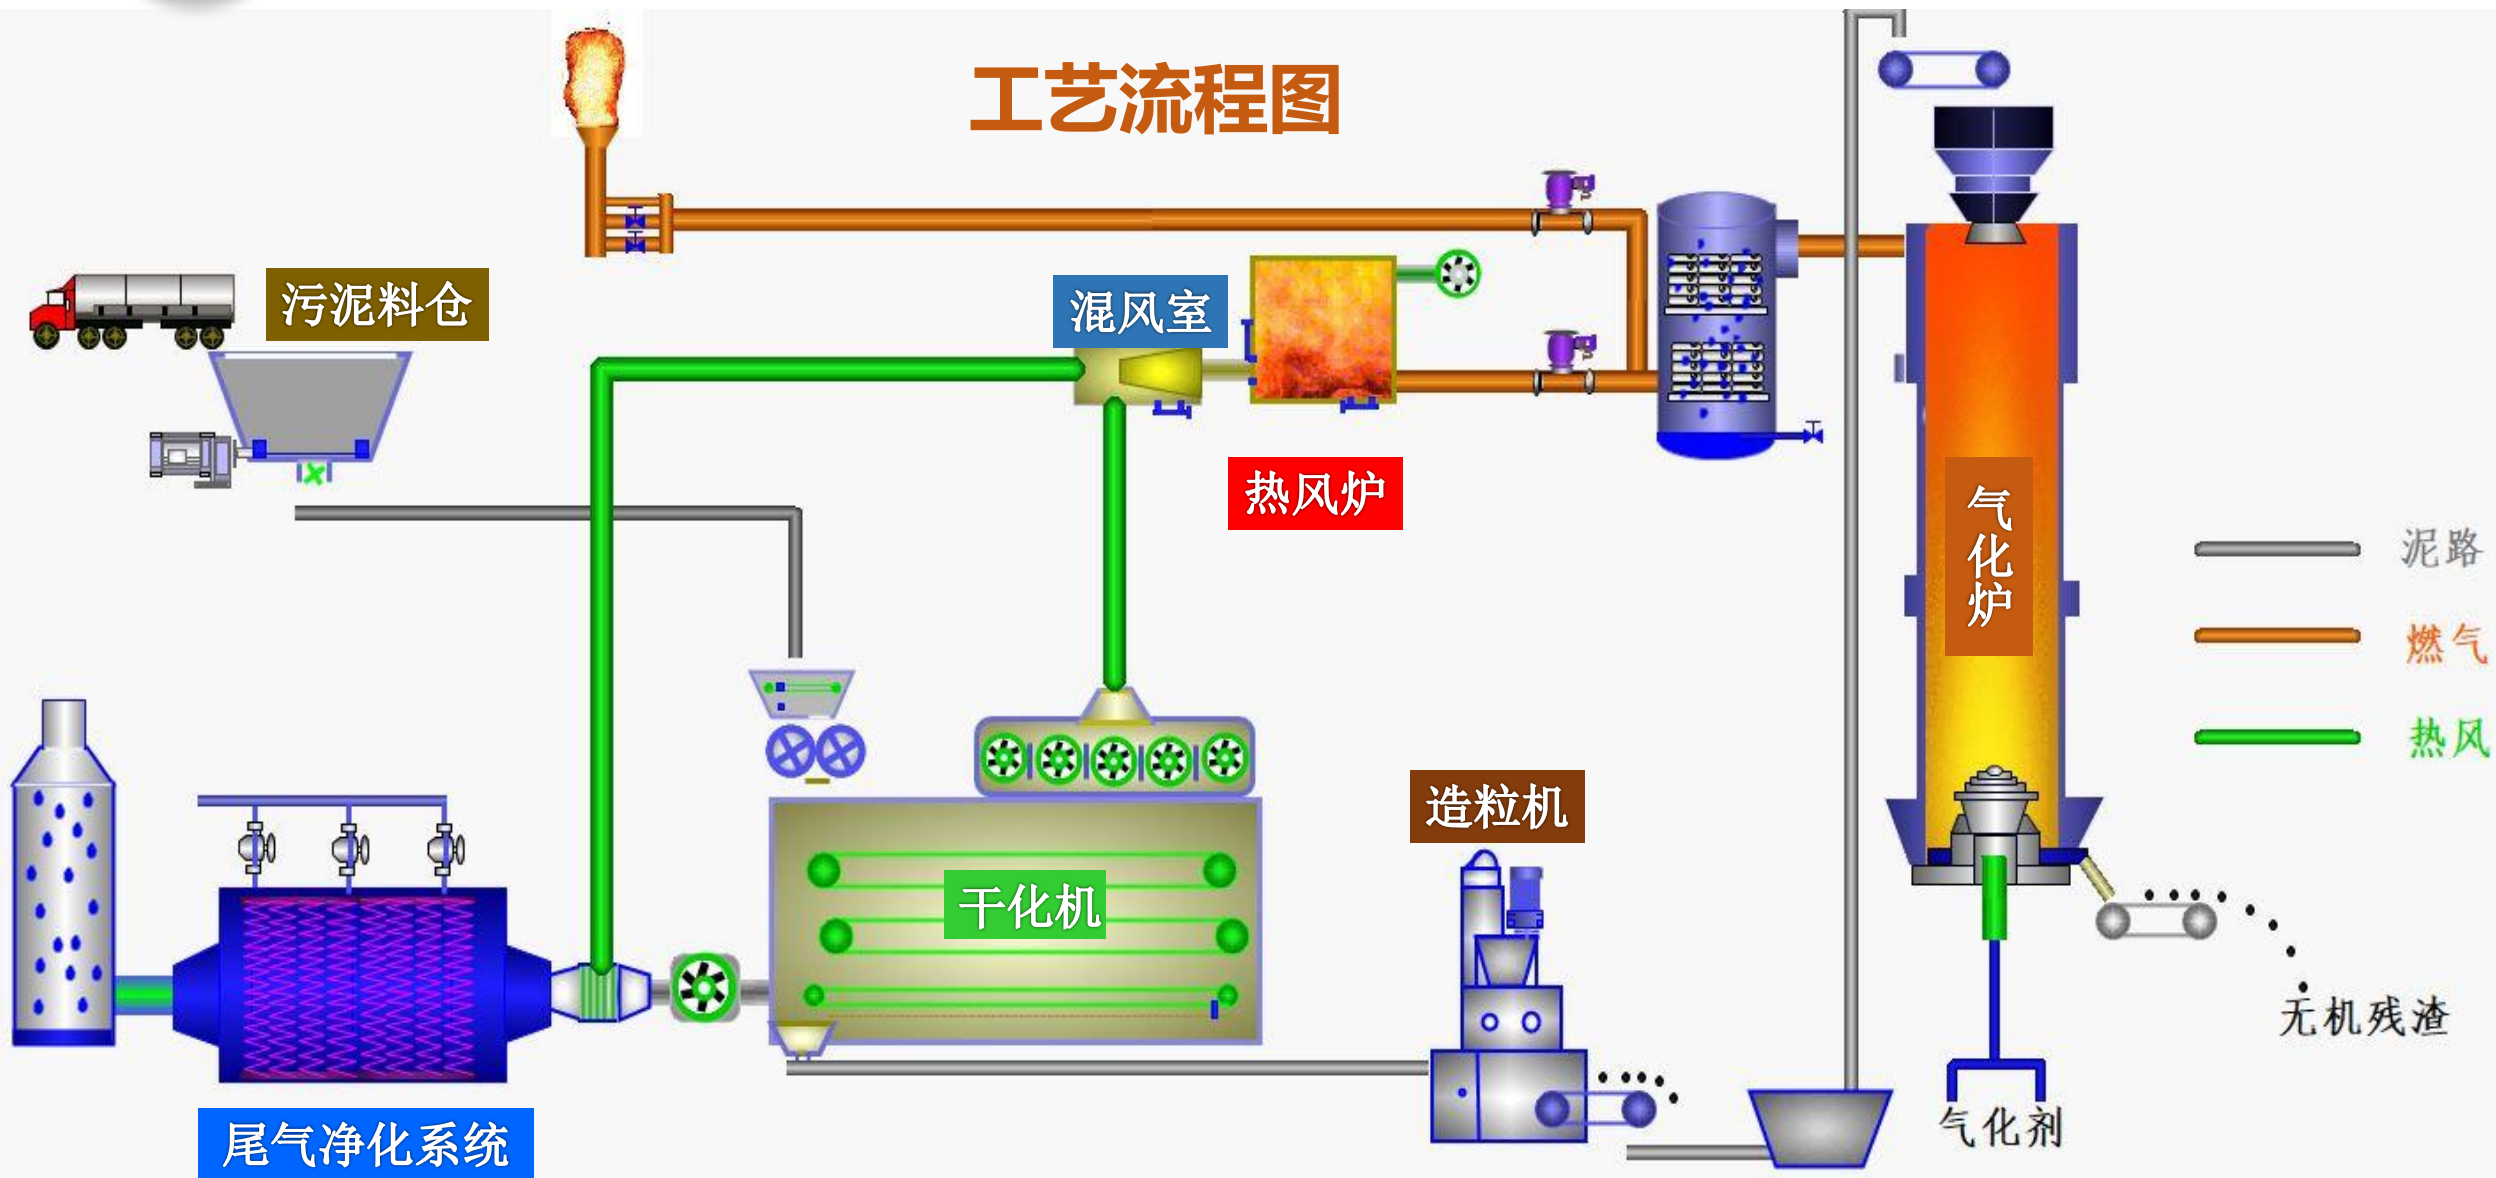 工艺流程图
污泥料仓
混风室
热风炉
气化炉
泥路
燃气
热风
造粒机
干化机
无机残渣
气化剂
尾气净化系统